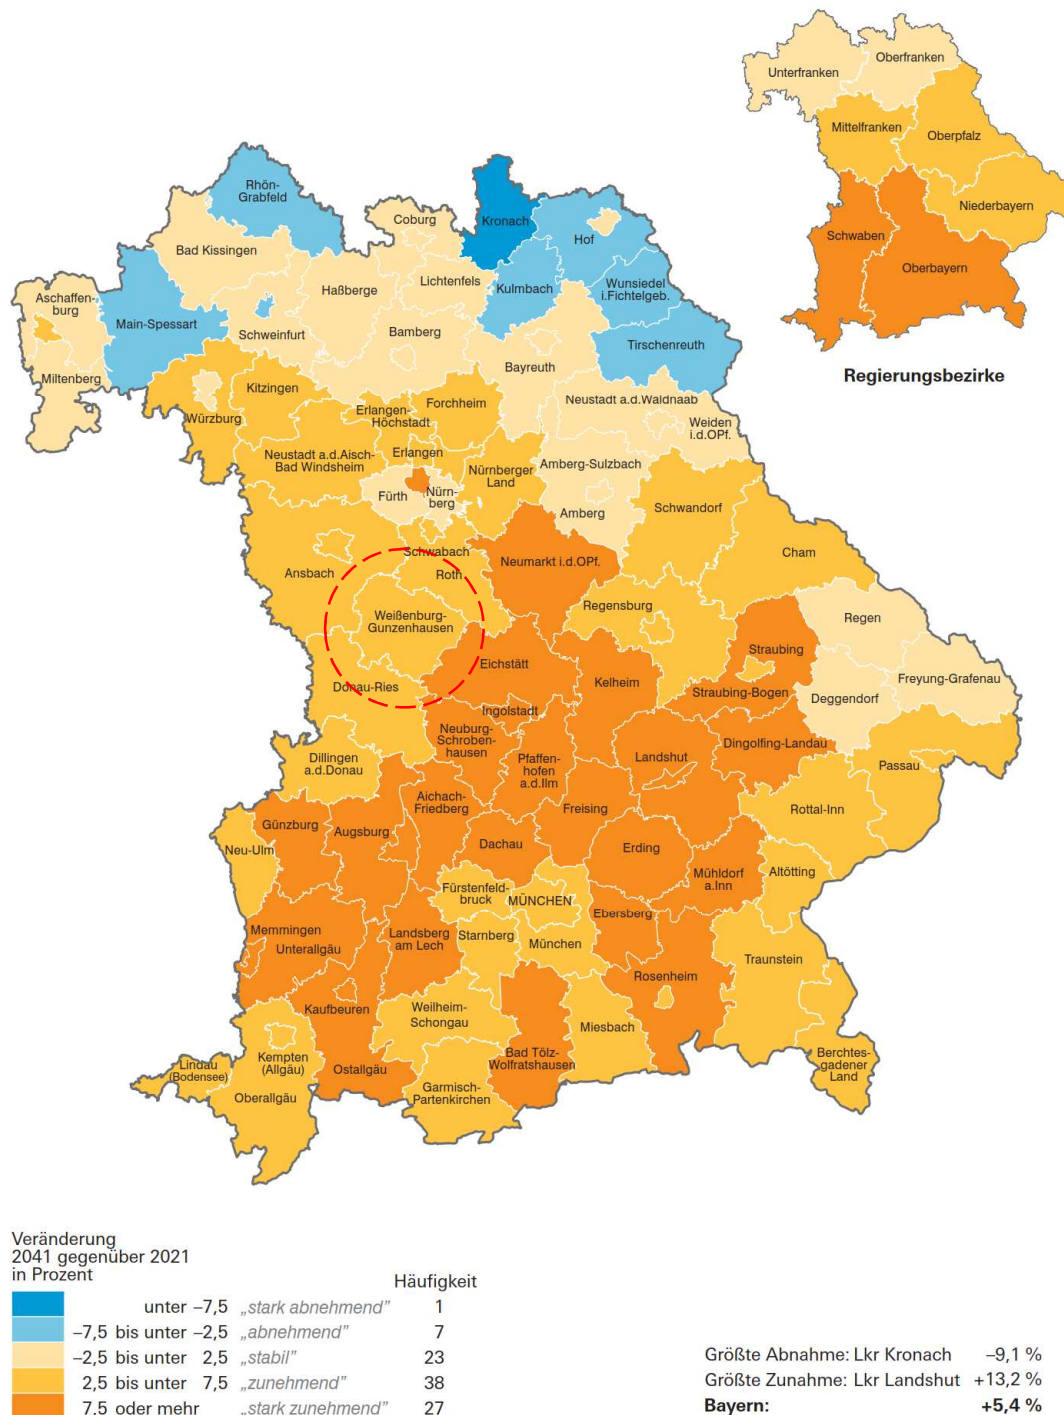 Oberfranken
Unterfranken
Mittelfranken
Oberpfalz
Niederbayern
Schwaben
Oberbayern
Regierungsbezirke
Rhön-
Grabfeld
Coburg
Kronach
Hof
Bad Kissingen
Lichtenfels
Kulmbach
Wunsiedel
i.Fichtelgeb.
Haßberge
Aschaffen-
burg
Main-Spessart
Schweinfurt
Bamberg
Tirschenreuth
Bayreuth
Miltenberg
Kitzingen
Würzburg
Erlangen-
Höchstadt
Forchheim
Neustadt a.d.Waldnaab
Weiden
i.d.OPf.
Neustadt a.d.Aisch-
Bad Windsheim
Erlangen
Nürnberger
Land
Amberg-Sulzbach
Fürth
Nürn-
berg
Amberg
Schwandorf
Schwabach
Neumarkt i.d.OPf.
Cham
Ansbach
Roth
Weißenburg-
Gunzenhausen
Regensburg
Regen
Straubing
Eichstätt
Kelheim
Freyung-Grafenau
Donau-Ries
Straubing-Bogen
Deggendorf
Ingolstadt
Neuburg-
Schroben-
hausen
Dingolfing-Landau
Dillingen
a.d.Donau
Pfaffen-
hofen
a.d.Ilm
Landshut
Passau
Aichach-
Friedberg
Freising
Rottal-Inn
Günzburg
Augsburg
Neu-Ulm
Dachau
Erding
Mühldorf
a.Inn
Altötting
Fürstenfeld-
bruck
MÜNCHEN
Ebersberg
Memmingen
Unterallgäu
Landsberg
am Lech
Starnberg
München
Traunstein
Rosenheim
Kaufbeuren
Weilheim-
Schongau
Miesbach
Bad Tölz-
Wolfratshausen
Lindau
(Bodensee)
Kempten
(Allgäu)
Ostallgäu
Berchtes-
gadener
Land
Oberallgäu
Garmisch-
Partenkirchen
Veränderung
2041 gegenüber 2021
in Prozent
Häufigkeit
unter –7,5 „stark abnehmend” 1
–7,5 bis unter –2,5 „abnehmend” 7
–2,5 bis unter 2,5 „stabil” 23
2,5 bis unter 7,5 „zunehmend” 38
7,5 oder mehr „stark zunehmend” 27
Größte Abnahme: Lkr Kronach –9,1 %
Größte Zunahme: Lkr Landshut +13,2 %
Bayern: +5,4 %